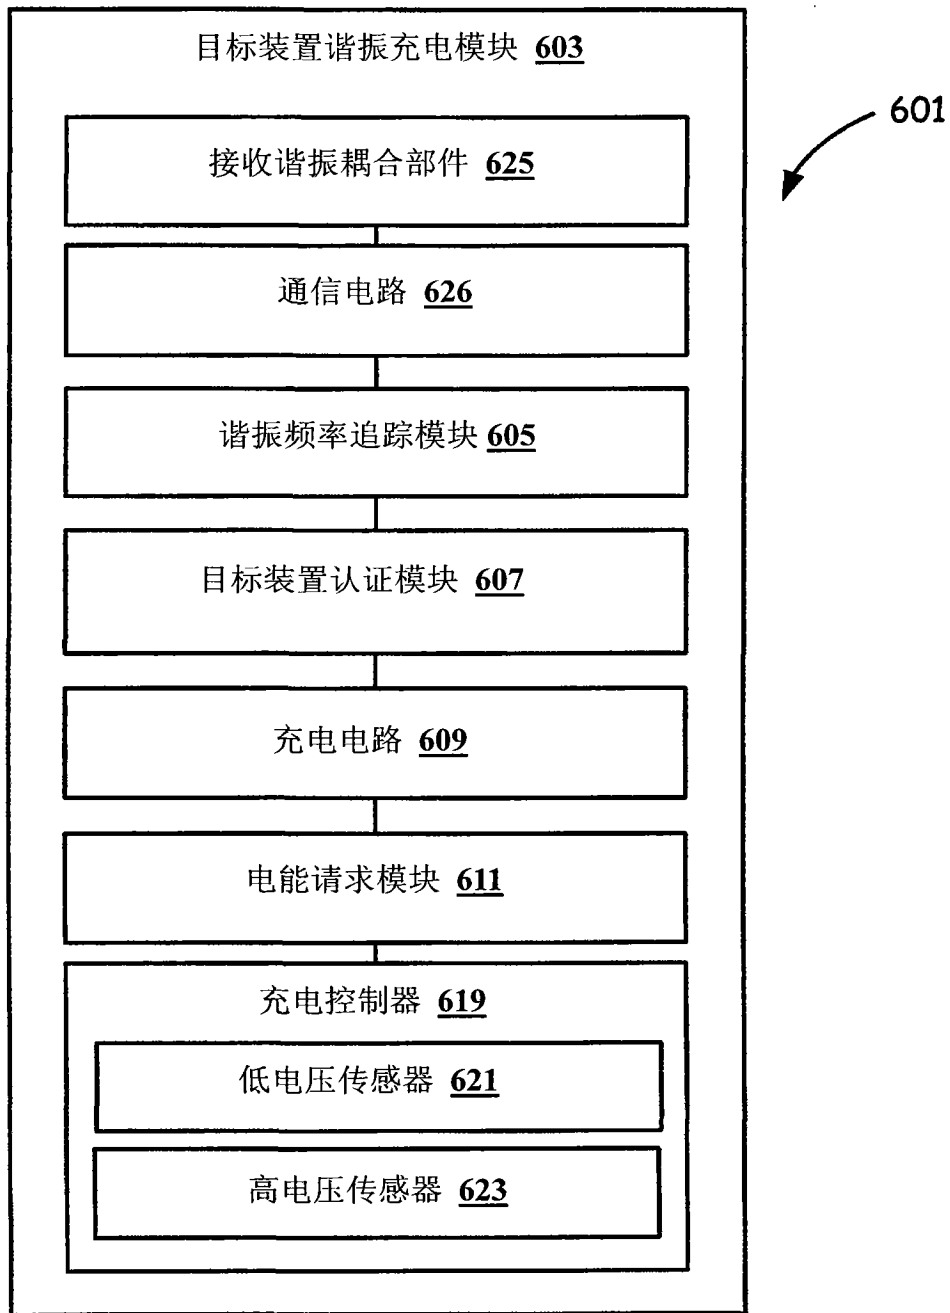 目标装置谐振充电模块 603
601
接收谐振耦合部件 625
通信电路 626
谐振频率追踪模块605
目标装置认证模块 607
充电电路 609
电能请求模块 611
充电控制器 619
低电压传感器 621
高电压传感器 623